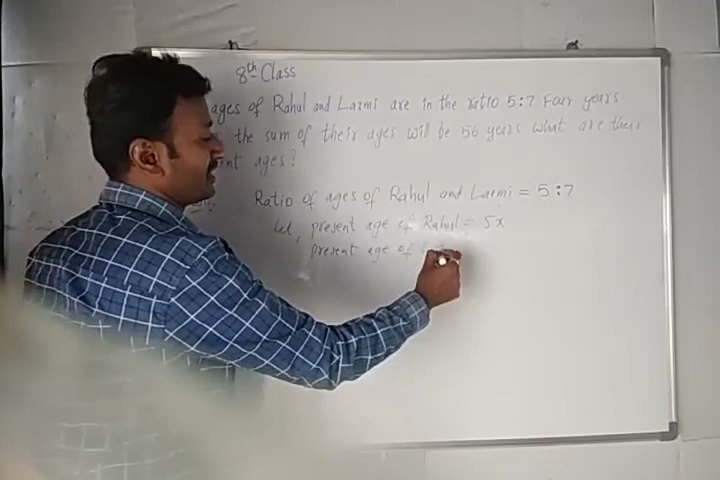 8th Class
ages of Rahul and Laxmi are in the ratio 5:7 Four years
the sum of their ages will be 56 years what are their
ent ages?
Ratio of ages of Rahul and Laxmi = 5:7
Let, present age of Rahul = 5x
present age of